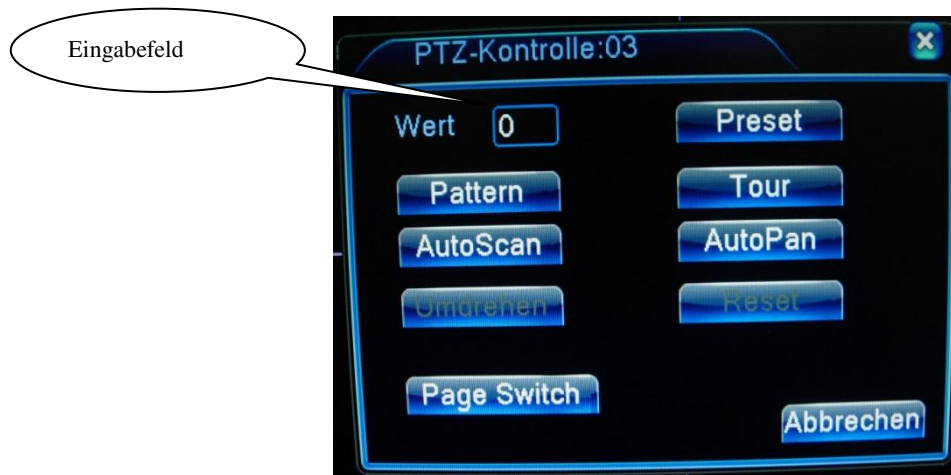 Eingabefeld
PTZ-Kontrolle:03
Wert 0 Preset
Pattern Tour
AutoScan AutoPan
Umdrehen Reset
Page Switch
Abbrechen